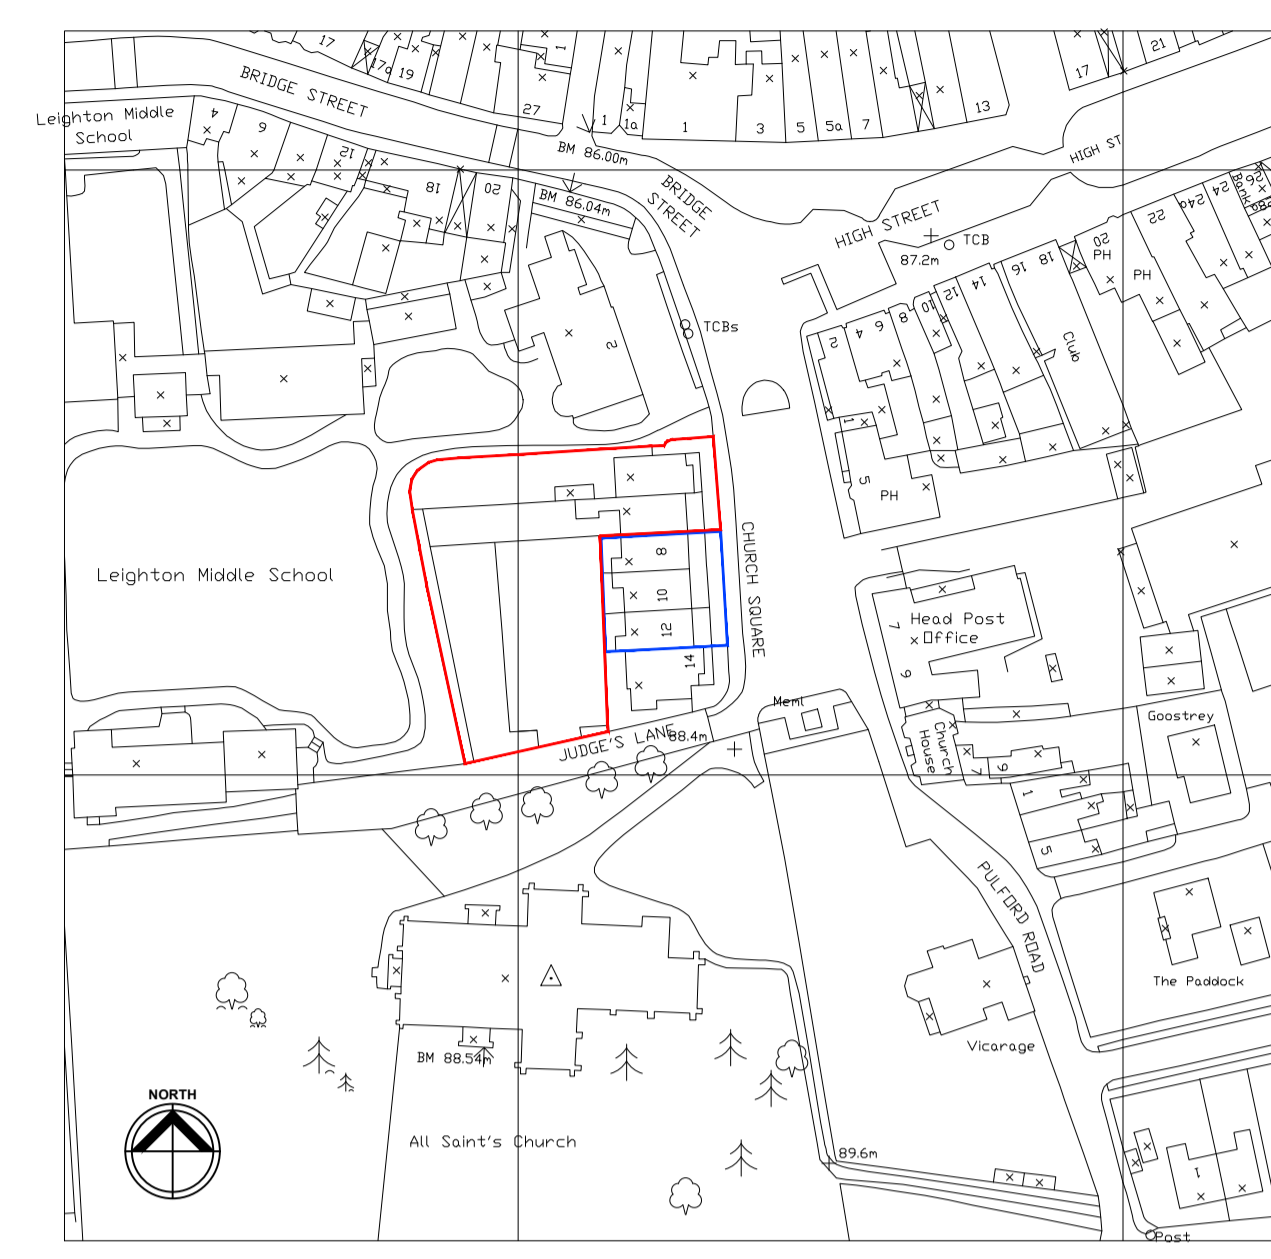 17
17a
19
27
1
1
1a
1
3
5
5a
7
13
17
21
BRIDGE STREET
Leighton Middle
School
4
6
12
18
20
BM 86.00m
BM 86.04m
BRIDGE
STREET
HIGH ST
HIGH STREET
TCB
87.2m
20
PH
22
PH
24a
24
Bank
26
18
16
14
12
10
8
6
4
2
Club
TCBs
2
1
5
PH
Leighton Middle School
8
10
12
14
CHURCH SQUARE
7
Head Post
Office
9
Meml
JUDGE'S LANE
88.4m
Church
House
7
9
Goostrey
1
5
PULFORD ROAD
The Paddock
Vicarage
BM 88.54m
NORTH
All Saint's Church
89.6m
1
Post